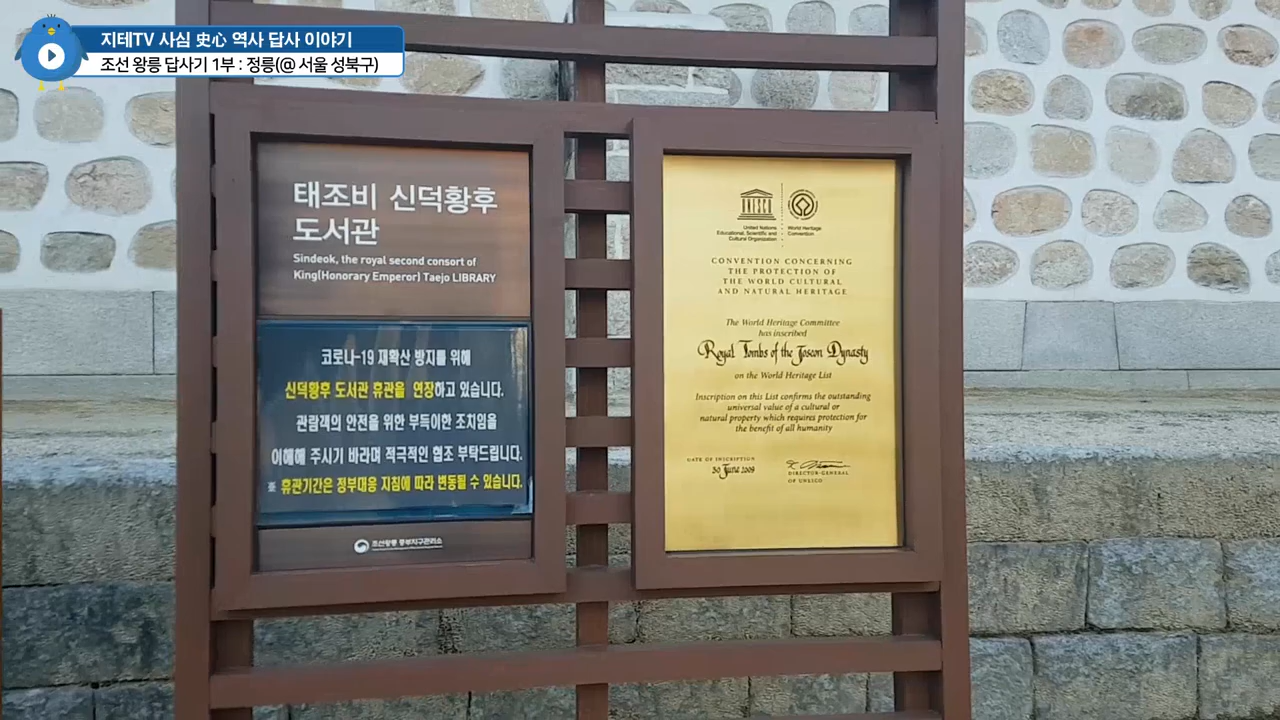 지테TV 사심 史心 역사 답사 이야기
조선 왕릉 답사기 1부 : 정릉(@ 서울 성북구)
태조비 신덕황후
도서관
Sindeok, the royal second consort of
King(Honorary Emperor) Taejo LIBRARY
코로나-19 재확산 방지를 위해
신덕황후 도서관 휴관을 연장하고 있습니다.
관람객의 안전을 위한 부득이한 조치임을
이해해 주시기 바라며 적극적인 협조 부탁드립니다.
※ 휴관기간은 정부대응 지침에 따라 변동될 수 있습니다.
조선왕릉 중부지구관리소
UNESCO
United Nations
Educational, Scientific and
Cultural Organization
World Heritage
Convention
CONVENTION CONCERNING
THE PROTECTION OF
THE WORLD CULTURAL
AND NATURAL HERITAGE
The World Heritage Committee
has inscribed
Royal Tombs of the Joseon Dynasty
on the World Heritage List
Inscription on this List confirms the outstanding
universal value of a cultural or
natural property which requires protection for
the benefit of all humanity
DATE OF INSCRIPTION
30 June 2009
DIRECTOR-GENERAL
OF UNESCO